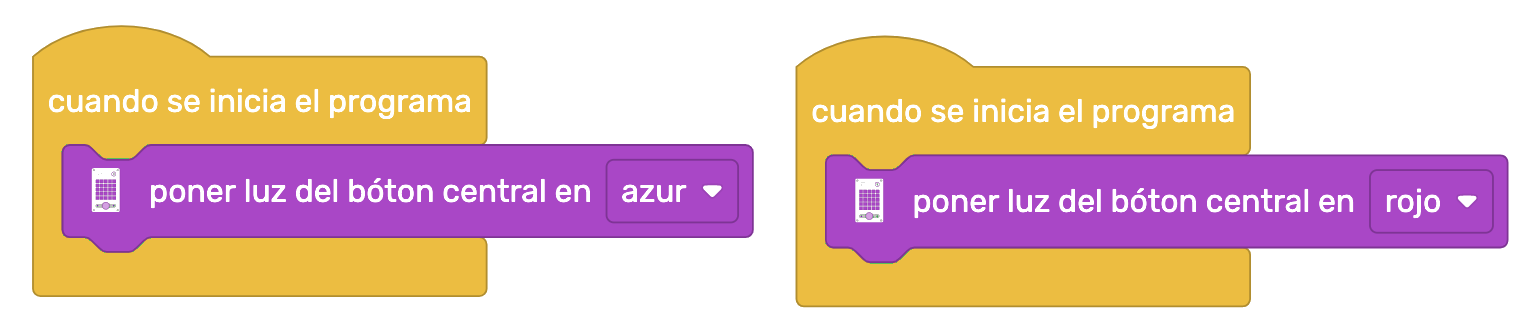 cuando se inicia el programa
poner luz del bóton central en azur
cuando se inicia el programa
poner luz del bóton central en rojo